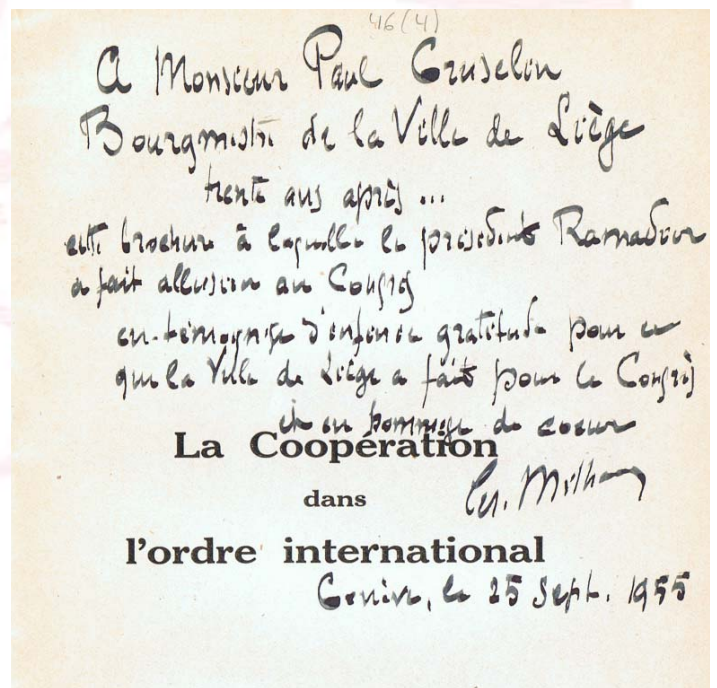 46(4)
A Monsieur Paul Gruselin
Bourgmestre de la Ville de Liège
trente ans après ...
cette brochure à laquelle le président Ramadier
a fait allusion au Congrès
en témoignage d'infinie gratitude pour ce
que la Ville de Liège a fait pour le Congrès
et en hommage de coeur
La Coopération
dans
Ed. Milhaud
l'ordre international
Genève, le 25 Sept. 1955